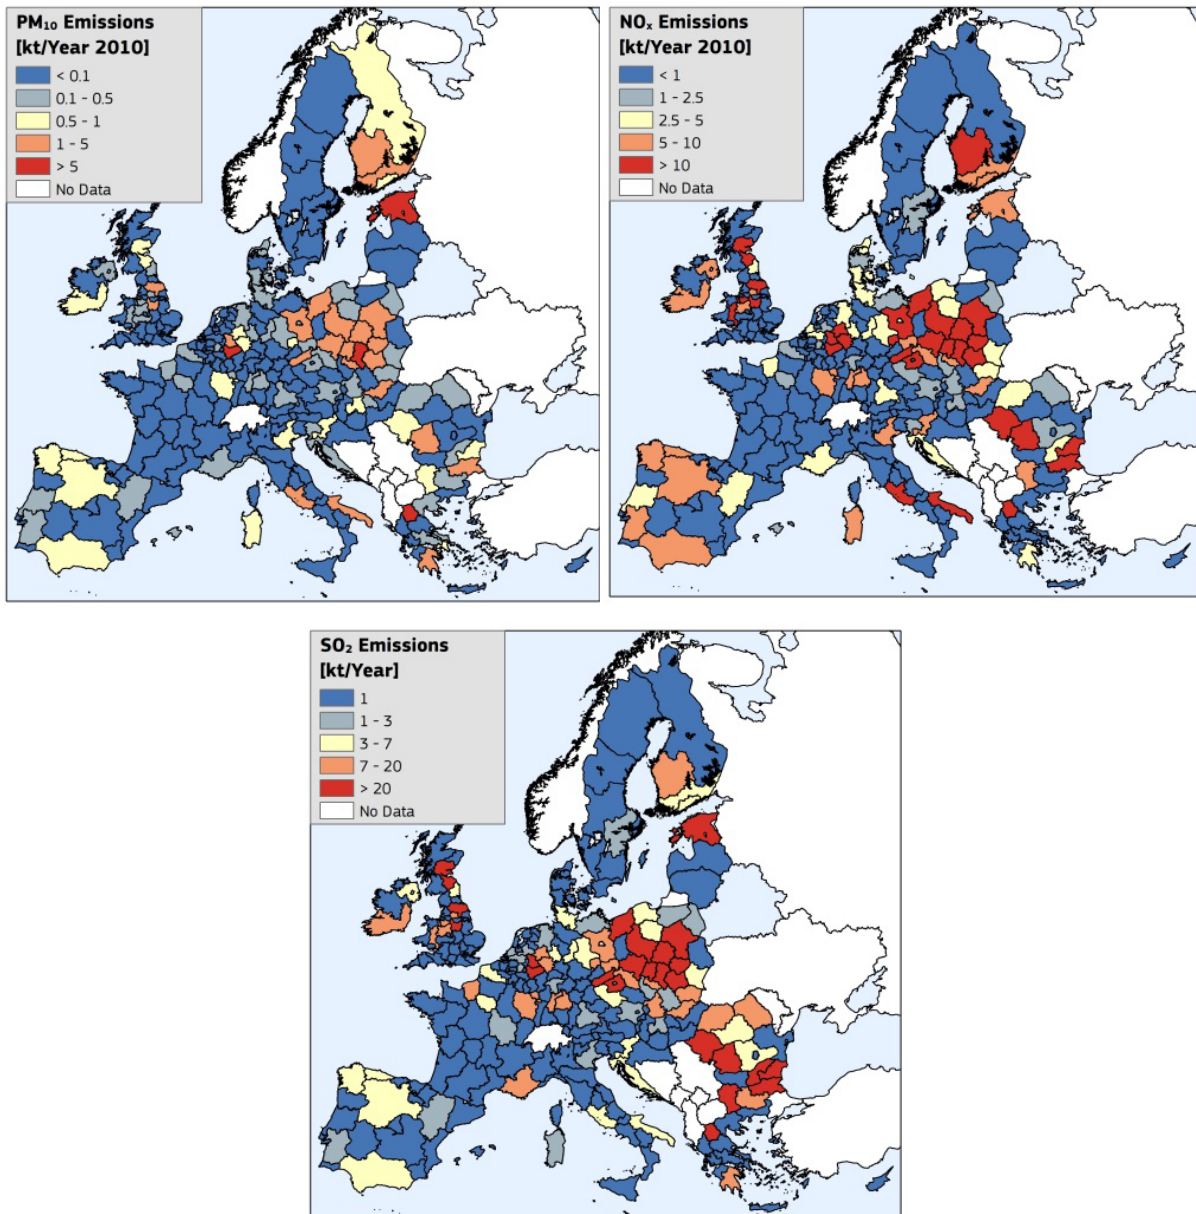 PM₁₀ Emissions
[kt/Year 2010]
< 0.1
0.1 - 0.5
0.5 - 1
1 - 5
> 5
No Data
NOₓ Emissions
[kt/Year 2010]
< 1
1 - 2.5
2.5 - 5
5 - 10
> 10
No Data
SO₂ Emissions
[kt/Year]
1
1 - 3
3 - 7
7 - 20
> 20
No Data